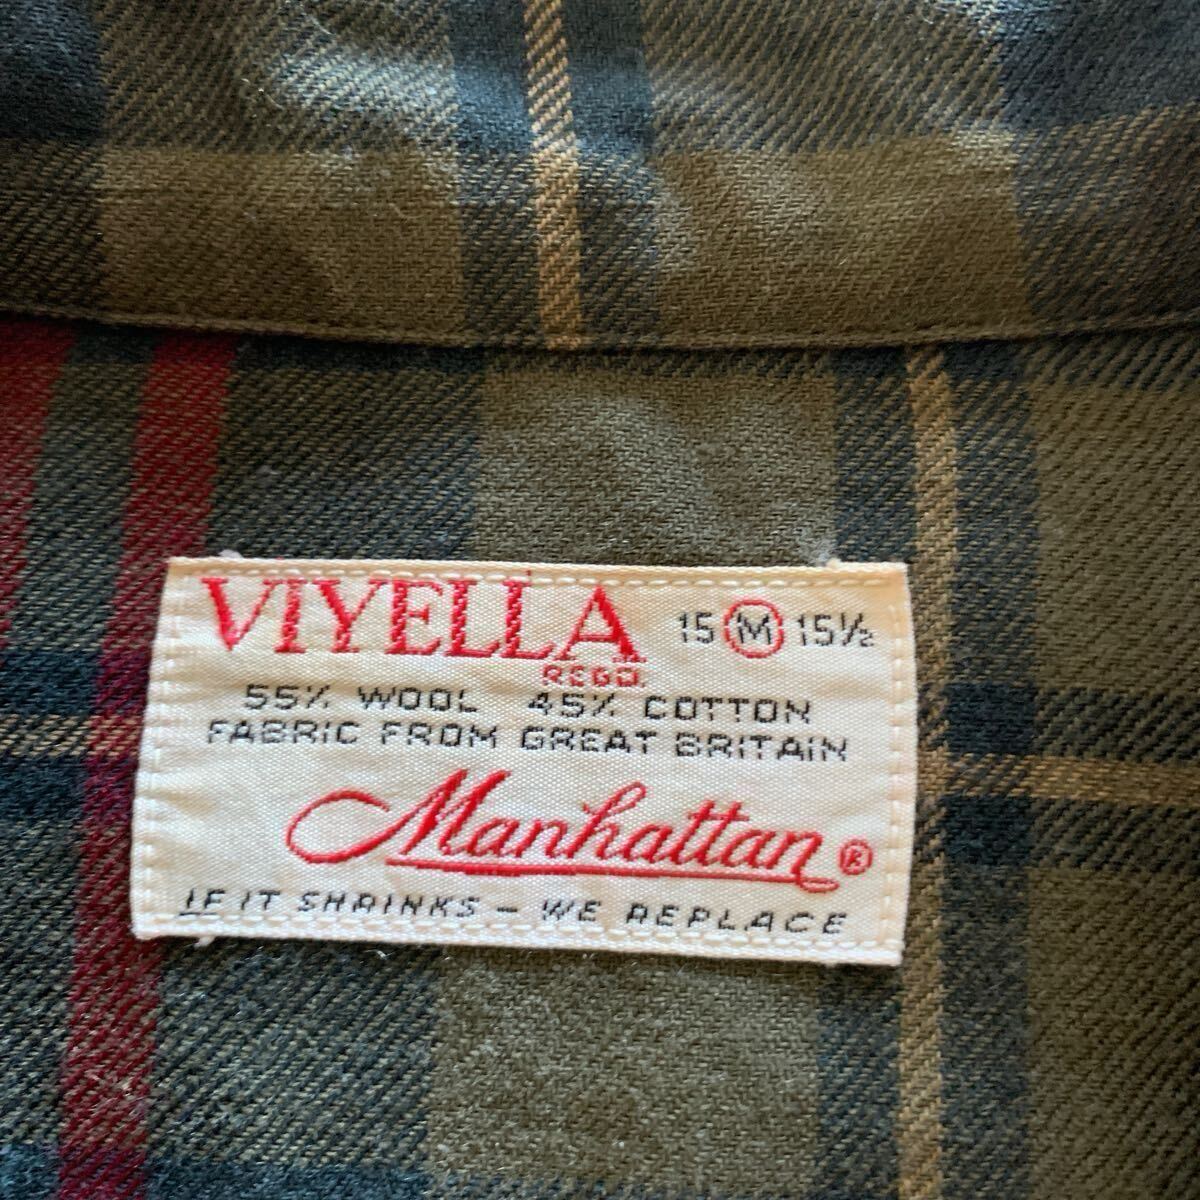 VIYELLA 15 M 15½
REGD.
55% WOOL 45% COTTON
FABRIC FROM GREAT BRITAIN
Manhattan ®
IF IT SHRINKS – WE REPLACE